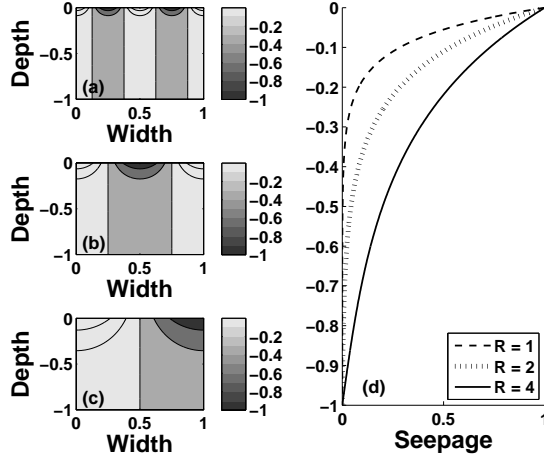 0
Depth
(a)
−1
0 0.5 1
Width
−0.2
−0.4
−0.6
−0.8
−1
0
Depth
−0.5
(b)
−1
0 0.5 1
Width
−0.2
−0.4
−0.6
−0.8
−1
0
Depth
−0.5
(c)
−1
0 0.5 1
Width
−0.2
−0.4
−0.6
−0.8
−1
0
−0.1
−0.2
−0.3
−0.4
−0.5
−0.6
−0.7
−0.8
−0.9
−1
R = 1
R = 2
R = 4
(d)
0 0.5 1
Seepage